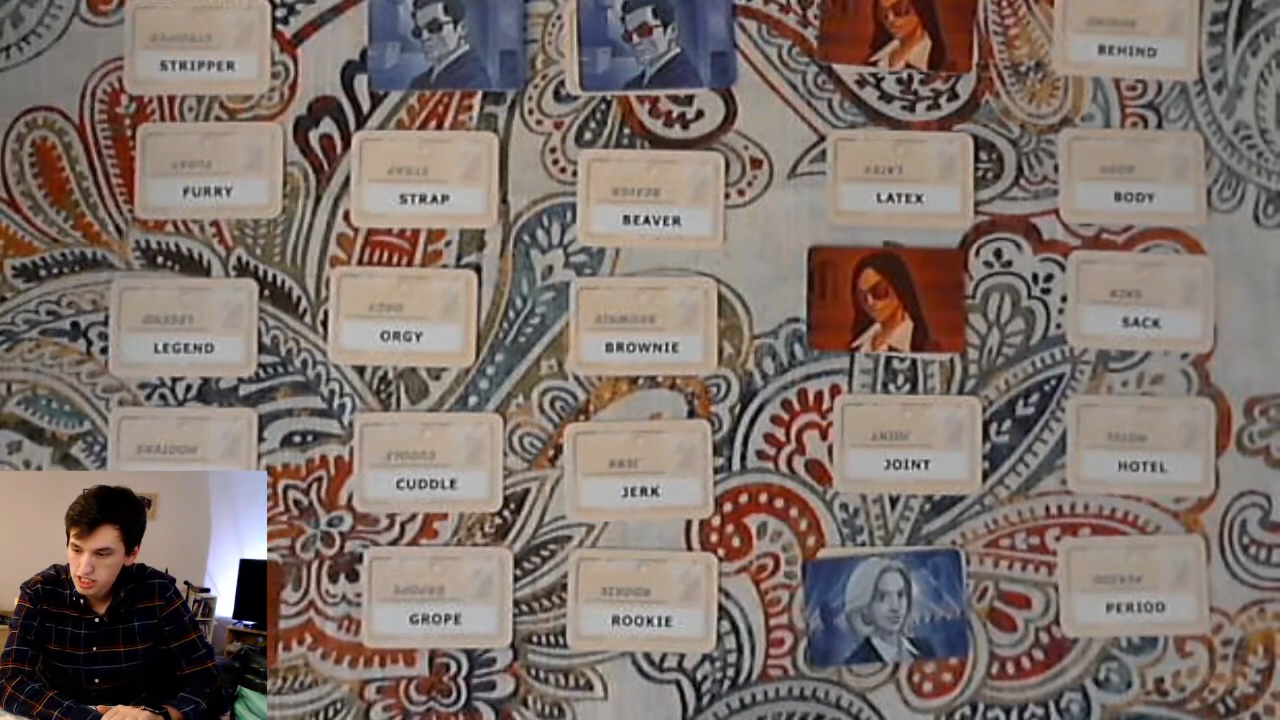 STRIPPER
BEHIND
FURRY
STRAP
BEAVER
LATEX
BODY
LEGEND
ORGY
BROWNIE
SACK
CUDDLE
JERK
JOINT
HOTEL
GROPE
ROOKIE
PERIOD